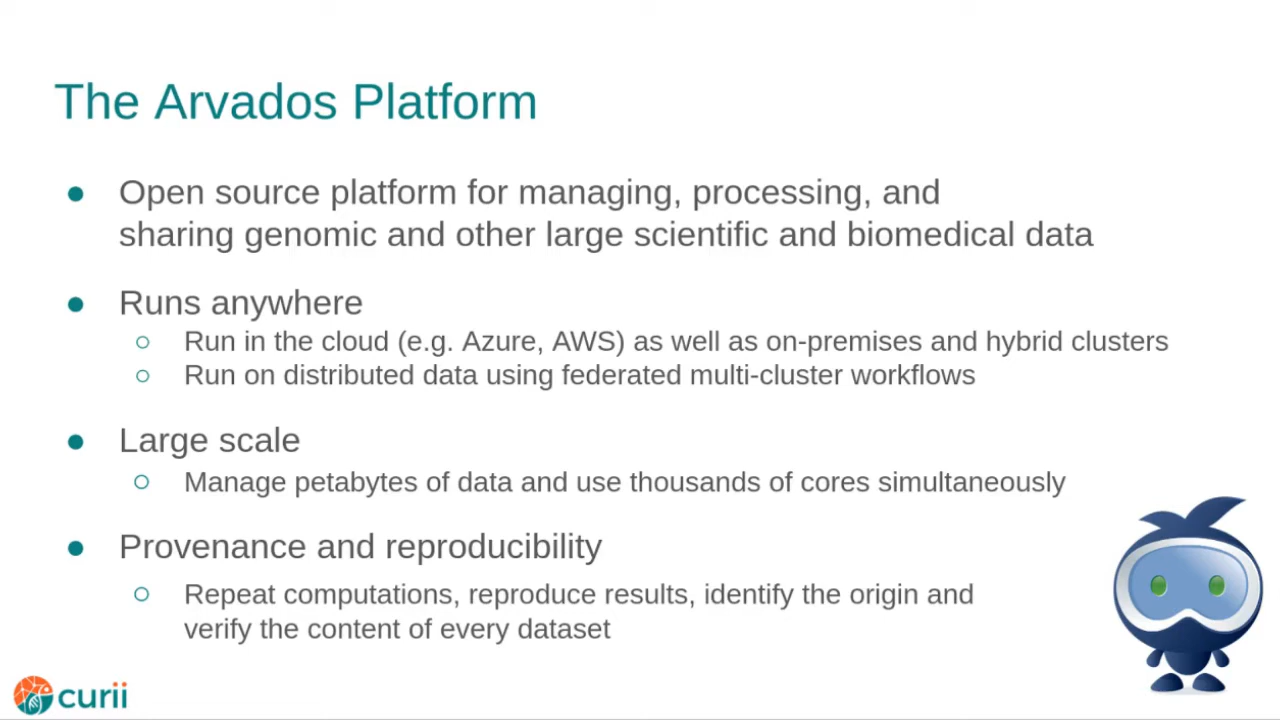 The Arvados Platform
● Open source platform for managing, processing, and
sharing genomic and other large scientific and biomedical data
● Runs anywhere
○ Run in the cloud (e.g. Azure, AWS) as well as on-premises and hybrid clusters
○ Run on distributed data using federated multi-cluster workflows
● Large scale
○ Manage petabytes of data and use thousands of cores simultaneously
● Provenance and reproducibility
○ Repeat computations, reproduce results, identify the origin and
verify the content of every dataset
curii